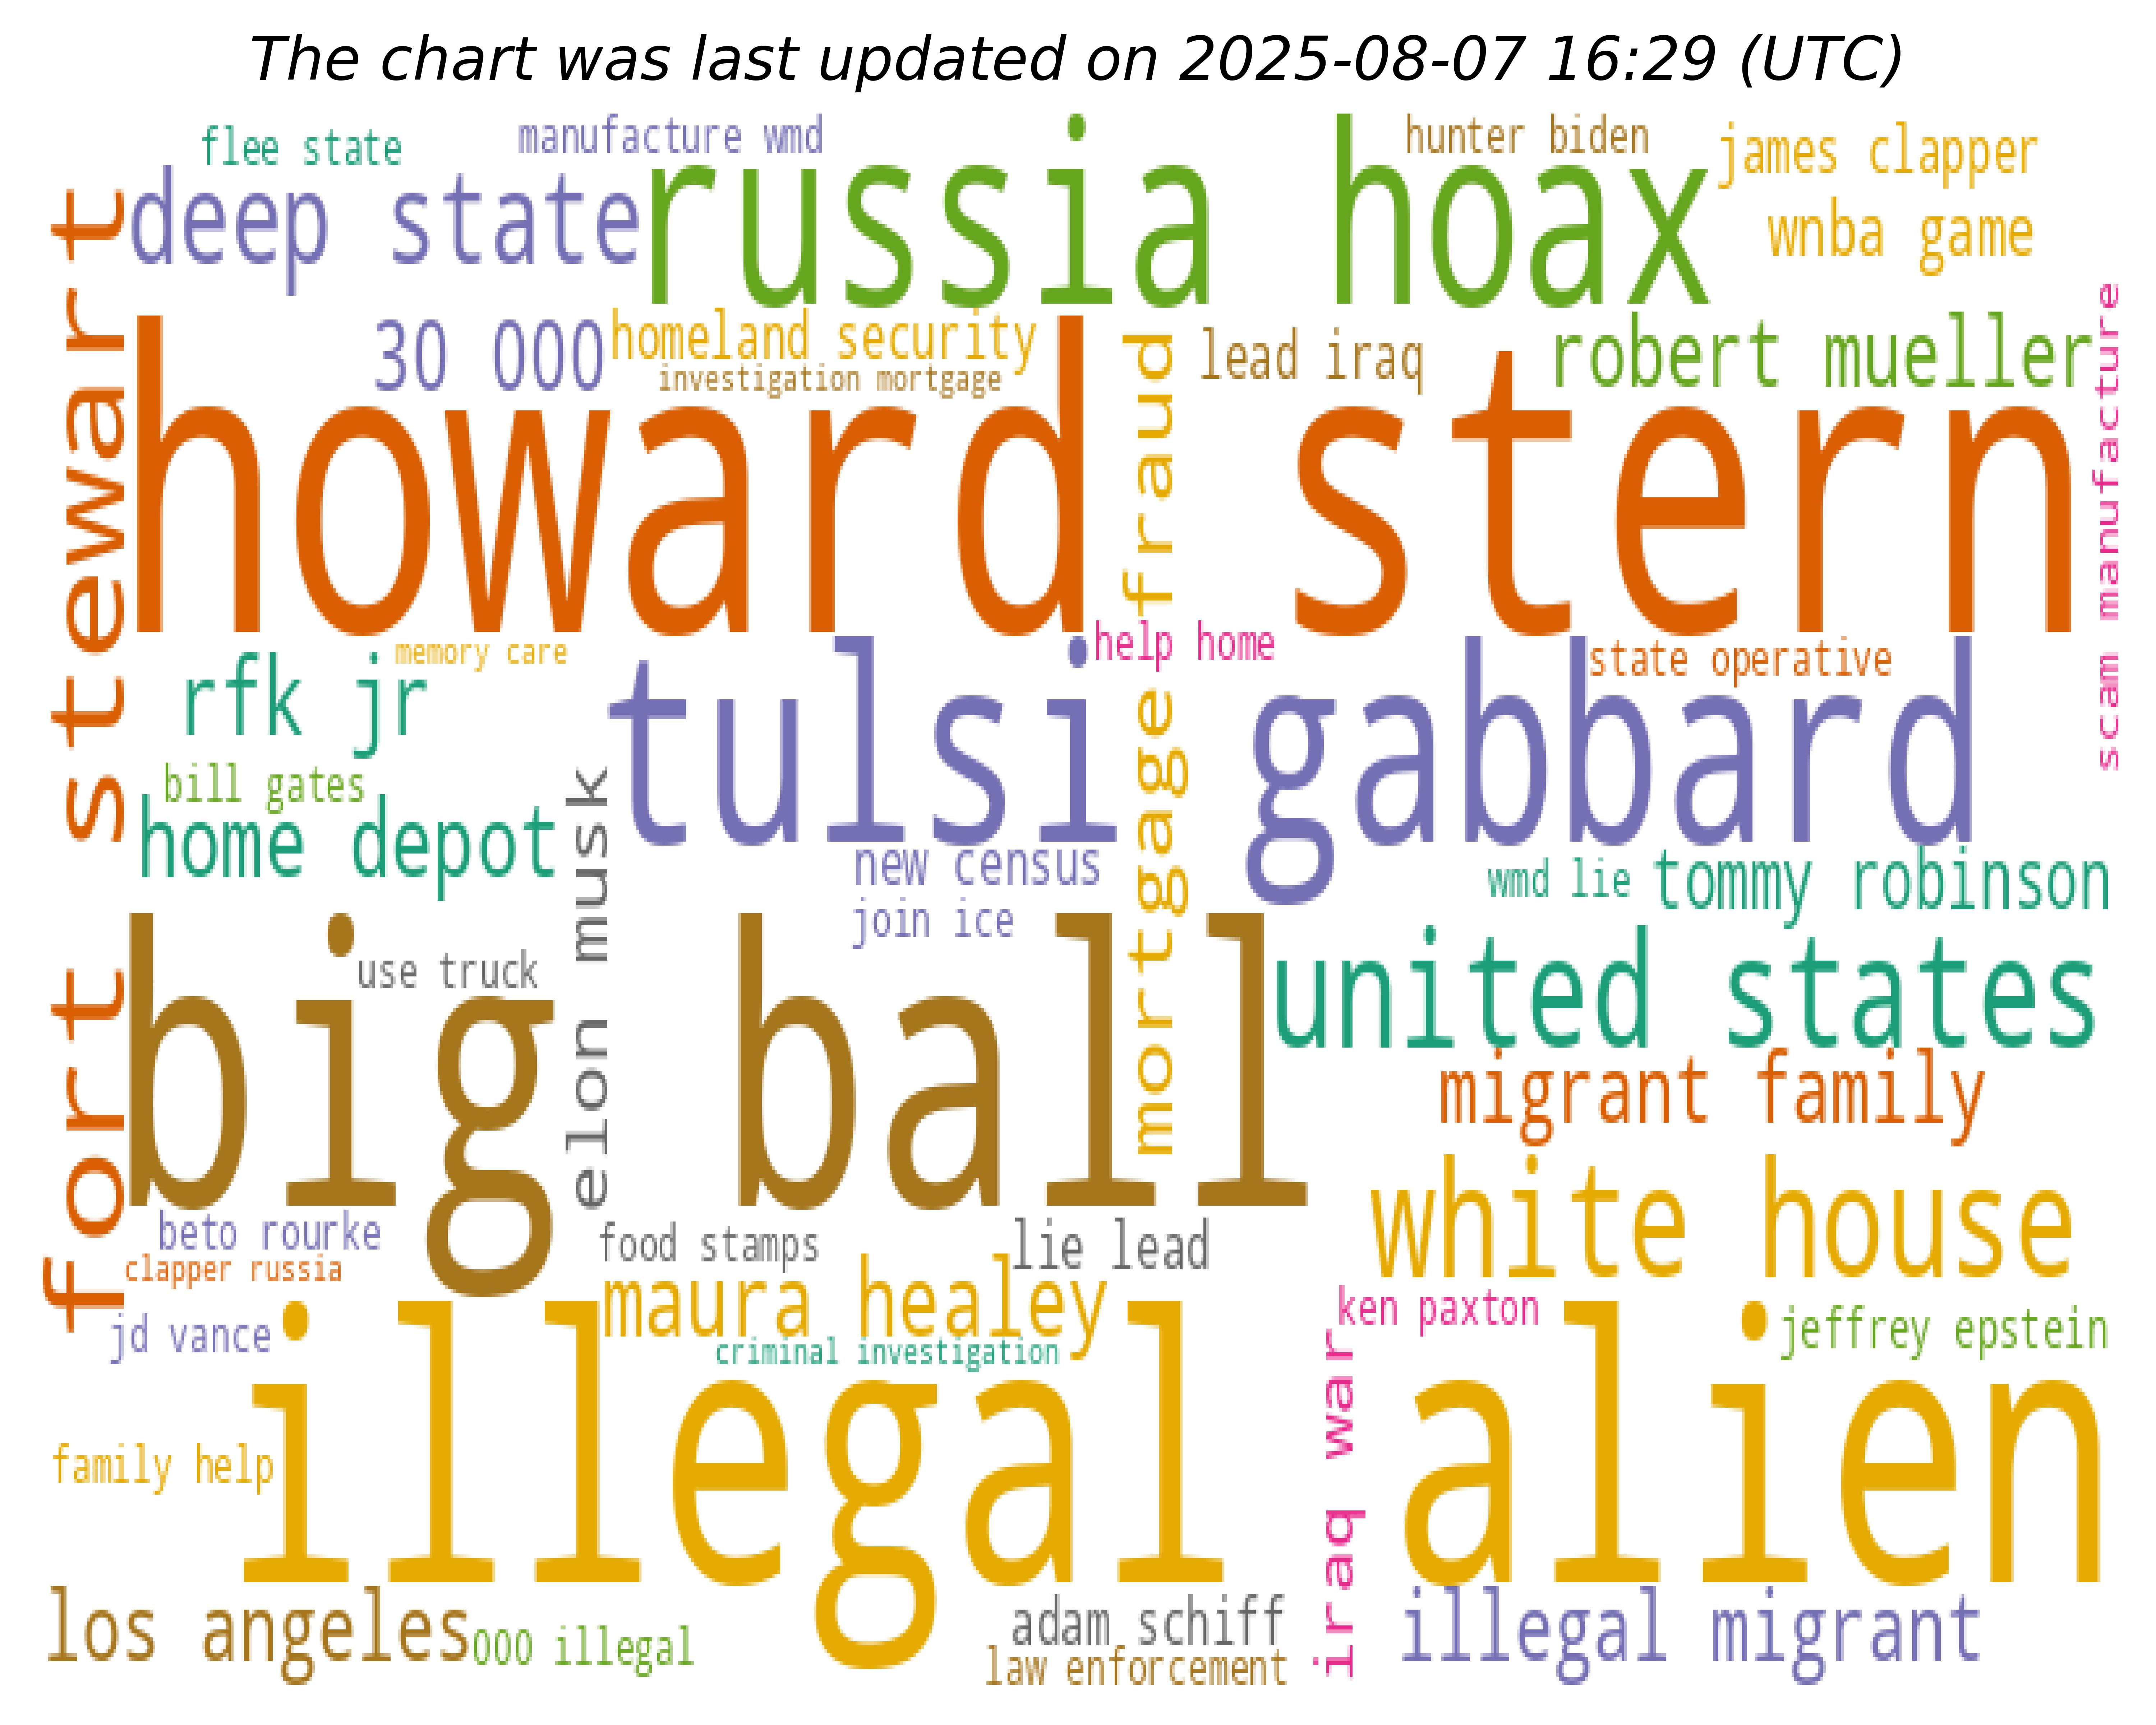 The chart was last updated on 2025-08-07 16:29 (UTC)
flee state
manufacture wmd
hunter biden
james clapper
deep state
russia hoax
wnba game
fort stewart
30 000
homeland security
investigation mortgage
lead iraq
robert mueller
scam manufacture
howard stern
mortgage fraud
memory care
help home
state operative
rfk jr
tulsi gabbard
bill gates
home depot
elon musk
new census
wmd lie
tommy robinson
join ice
use truck
big ball
united states
migrant family
white house
beto rourke
food stamps
lie lead
clapper russia
maura healey
ken paxton
jd vance
criminal investigation
jeffrey epstein
illegal alien
family help
iraq war
los angeles
000 illegal
adam schiff
law enforcement
illegal migrant